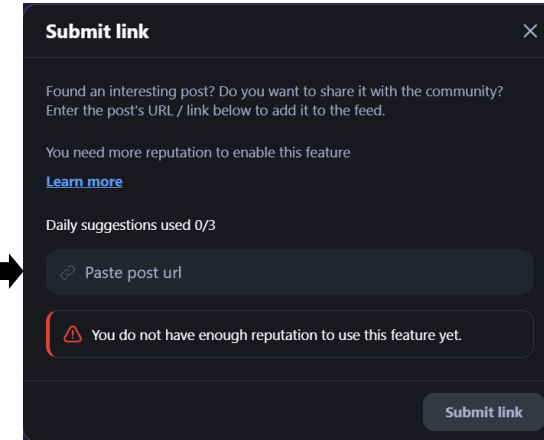 Submit link
Found an interesting post? Do you want to share it with the community?
Enter the post's URL / link below to add it to the feed.
You need more reputation to enable this feature
Learn more
Daily suggestions used 0/3
Paste post url
You do not have enough reputation to use this feature yet.
Submit link